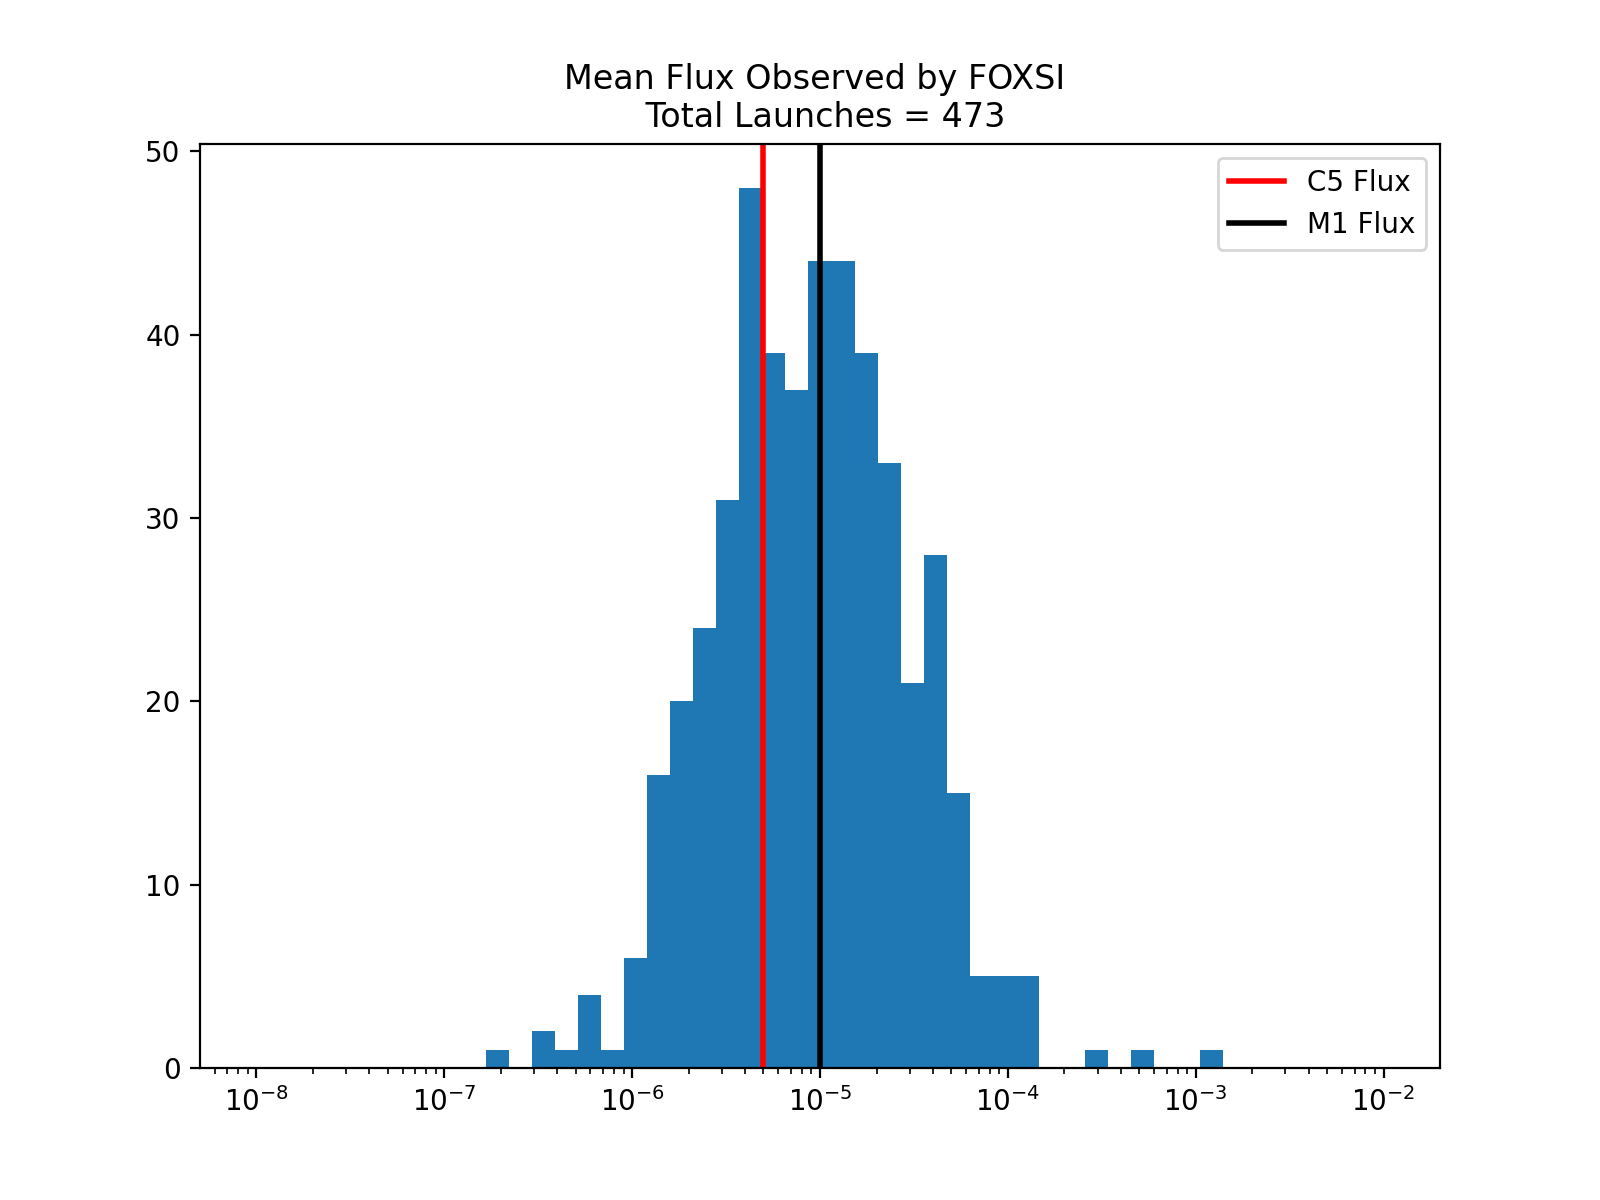 Mean Flux Observed by FOXSI
Total Launches = 473
C5 Flux
M1 Flux
50
40
30
20
10
0
10⁻⁸ 10⁻⁷ 10⁻⁶ 10⁻⁵ 10⁻⁴ 10⁻³ 10⁻²